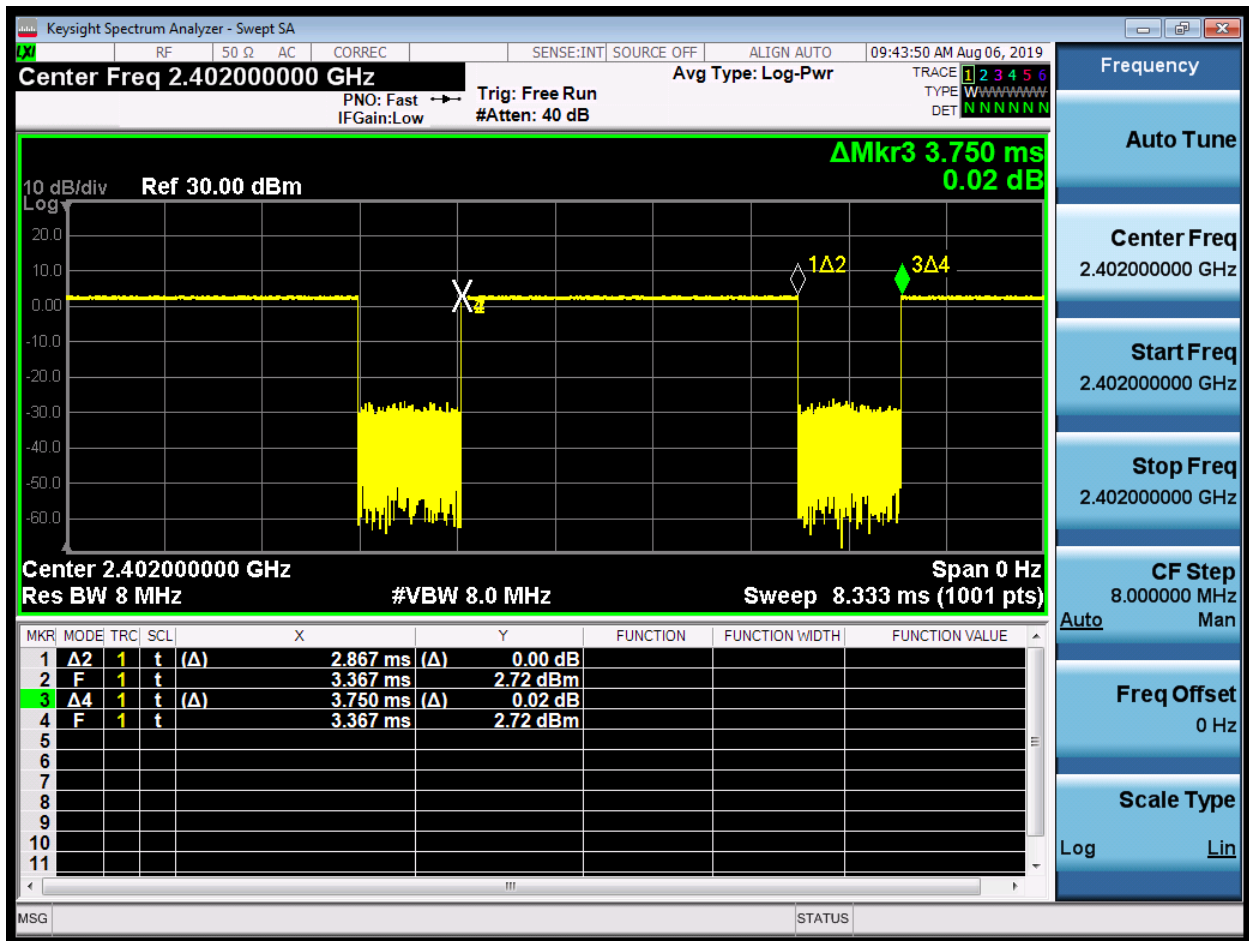 Keysight Spectrum Analyzer - Swept SA
LXI RF 50 Ω AC CORREC SENSE:INT SOURCE OFF ALIGN AUTO 09:43:50 AM Aug 06, 2019
Center Freq 2.402000000 GHz
PNO: Fast
IFGain:Low
Trig: Free Run
#Atten: 40 dB
Avg Type: Log-Pwr
TRACE 1 2 3 4 5 6
TYPE WWWWWW
DET N N N N N N
ΔMkr3 3.750 ms
0.02 dB
10 dB/div Ref 30.00 dBm
Log
20.0
10.0
0.00
-10.0
-20.0
-30.0
-40.0
-50.0
-60.0
1Δ2
3Δ4
Center 2.402000000 GHz Span 0 Hz
Res BW 8 MHz #VBW 8.0 MHz Sweep 8.333 ms (1001 pts)
MKR MODE TRC SCL X Y FUNCTION FUNCTION WIDTH FUNCTION VALUE
1 Δ2 1 t (Δ) 2.867 ms (Δ) 0.00 dB
2 F 1 t 3.367 ms 2.72 dBm
3 Δ4 1 t (Δ) 3.750 ms (Δ) 0.02 dB
4 F 1 t 3.367 ms 2.72 dBm
5
6
7
8
9
10
11
MSG STATUS
Frequency
Auto Tune
Center Freq
2.402000000 GHz
Start Freq
2.402000000 GHz
Stop Freq
2.402000000 GHz
CF Step
8.000000 MHz
Auto Man
Freq Offset
0 Hz
Scale Type
Log Lin